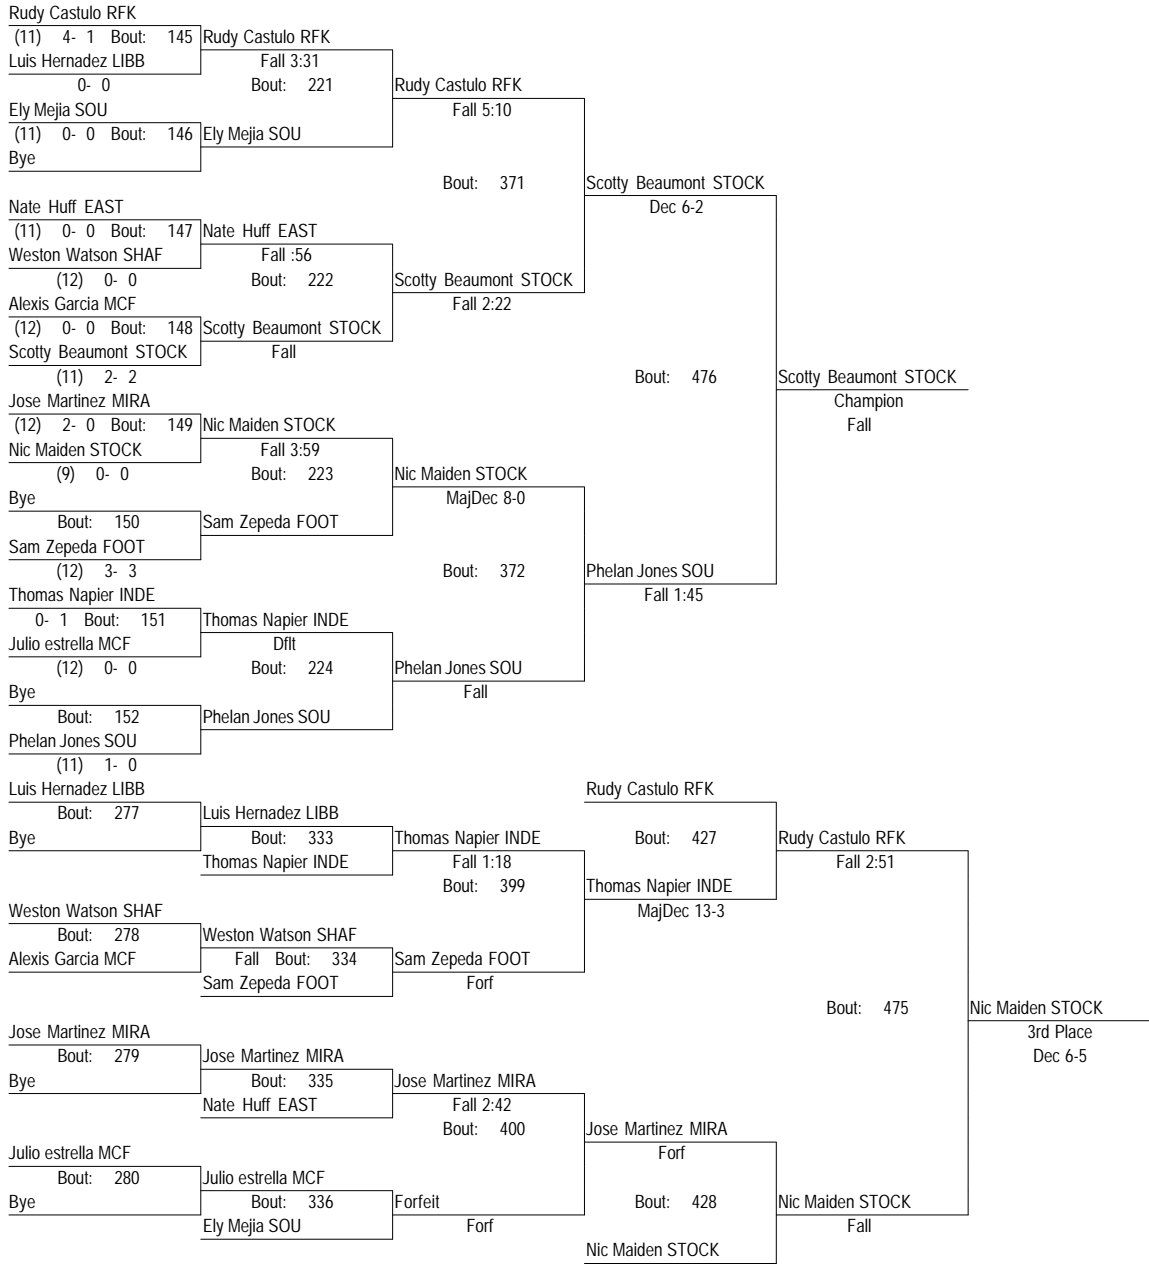 Rudy Castulo RFK
(11) 4- 1 Bout: 145 Rudy Castulo RFK
Luis Hernadez LIBB Fall 3:31
0- 0 Bout: 221 Rudy Castulo RFK
Ely Mejia SOU Fall 5:10
(11) 0- 0 Bout: 146 Ely Mejia SOU
Bye
Bout: 371 Scotty Beaumont STOCK
Nate Huff EAST Dec 6-2
(11) 0- 0 Bout: 147 Nate Huff EAST
Weston Watson SHAF Fall :56
(12) 0- 0 Bout: 222 Scotty Beaumont STOCK
Alexis Garcia MCF Fall 2:22
(12) 0- 0 Bout: 148 Scotty Beaumont STOCK
Scotty Beaumont STOCK Fall
(11) 2- 2 Bout: 476 Scotty Beaumont STOCK
Jose Martinez MIRA Champion
(12) 2- 0 Bout: 149 Nic Maiden STOCK Fall
Nic Maiden STOCK Fall 3:59
(9) 0- 0 Bout: 223 Nic Maiden STOCK
Bye MajDec 8-0
Bout: 150 Sam Zepeda FOOT
Sam Zepeda FOOT
(12) 3- 3 Bout: 372 Phelan Jones SOU
Thomas Napier INDE Fall 1:45
0- 1 Bout: 151 Thomas Napier INDE
Julio estrella MCF Dflt
(12) 0- 0 Bout: 224 Phelan Jones SOU
Bye Fall
Bout: 152 Phelan Jones SOU
Phelan Jones SOU
(11) 1- 0
Luis Hernadez LIBB Rudy Castulo RFK
Bout: 277 Luis Hernadez LIBB
Bye Bout: 333 Thomas Napier INDE Bout: 427 Rudy Castulo RFK
Thomas Napier INDE Fall 1:18 Fall 2:51
Bout: 399 Thomas Napier INDE
Weston Watson SHAF MajDec 13-3
Bout: 278 Weston Watson SHAF
Alexis Garcia MCF Fall Bout: 334 Sam Zepeda FOOT
Sam Zepeda FOOT Forf
Bout: 475 Nic Maiden STOCK
Jose Martinez MIRA 3rd Place
Bout: 279 Jose Martinez MIRA Dec 6-5
Bye Bout: 335 Jose Martinez MIRA
Nate Huff EAST Fall 2:42
Bout: 400 Jose Martinez MIRA
Julio estrella MCF Forf
Bout: 280 Julio estrella MCF
Bye Bout: 336 Forfeit Bout: 428 Nic Maiden STOCK
Ely Mejia SOU Forf Fall
Nic Maiden STOCK